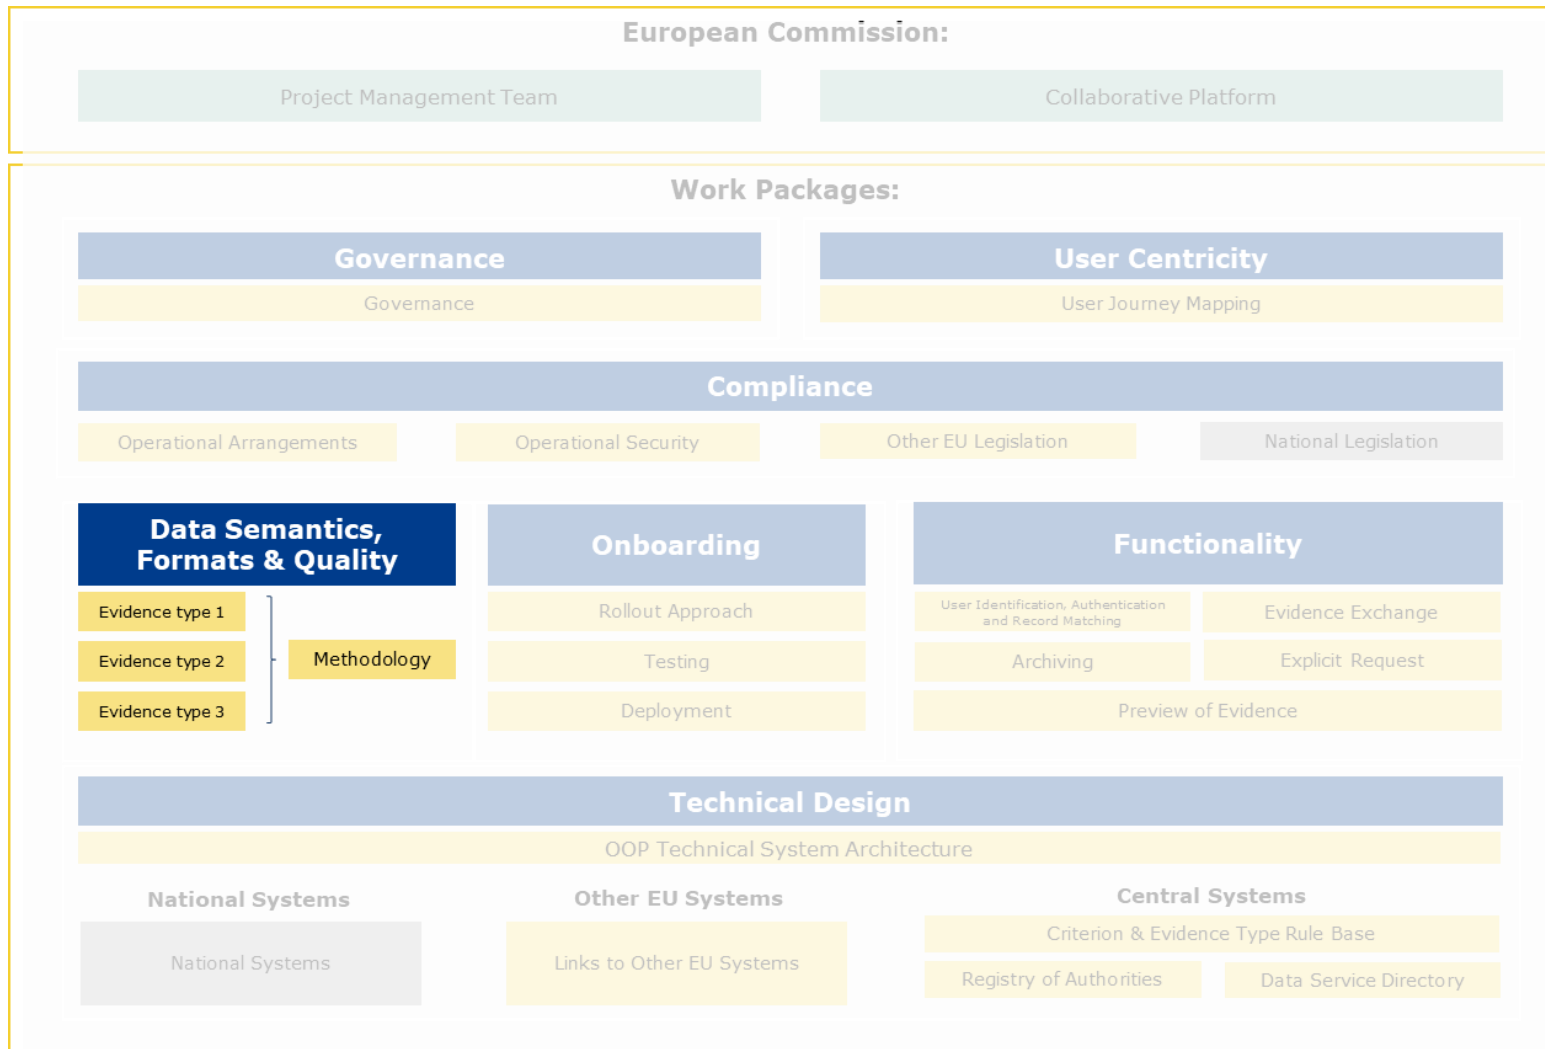 European Commission:
Project Management Team
Collaborative Platform
Work Packages:
Governance
Governance
User Centricity
User Journey Mapping
Compliance
Operational Arrangements
Operational Security
Other EU Legislation
National Legislation
Data Semantics,
Formats & Quality
Evidence type 1
Evidence type 2
Evidence type 3
Methodology
Onboarding
Rollout Approach
Testing
Deployment
Functionality
User Identification, Authentication
and Record Matching
Evidence Exchange
Archiving
Explicit Request
Preview of Evidence
Technical Design
OOP Technical System Architecture
National Systems
National Systems
Other EU Systems
Links to Other EU Systems
Central Systems
Criterion & Evidence Type Rule Base
Registry of Authorities
Data Service Directory